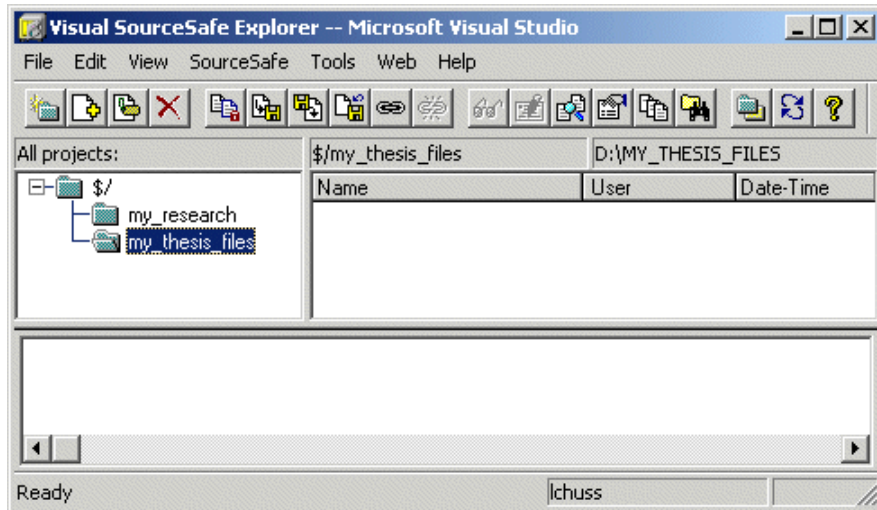 Visual SourceSafe Explorer -- Microsoft Visual Studio
File Edit View SourceSafe Tools Web Help
All projects: $/my_thesis_files D:\MY_THESIS_FILES
$/ Name User Date-Time
my_research
my_thesis_files
Ready lchuss